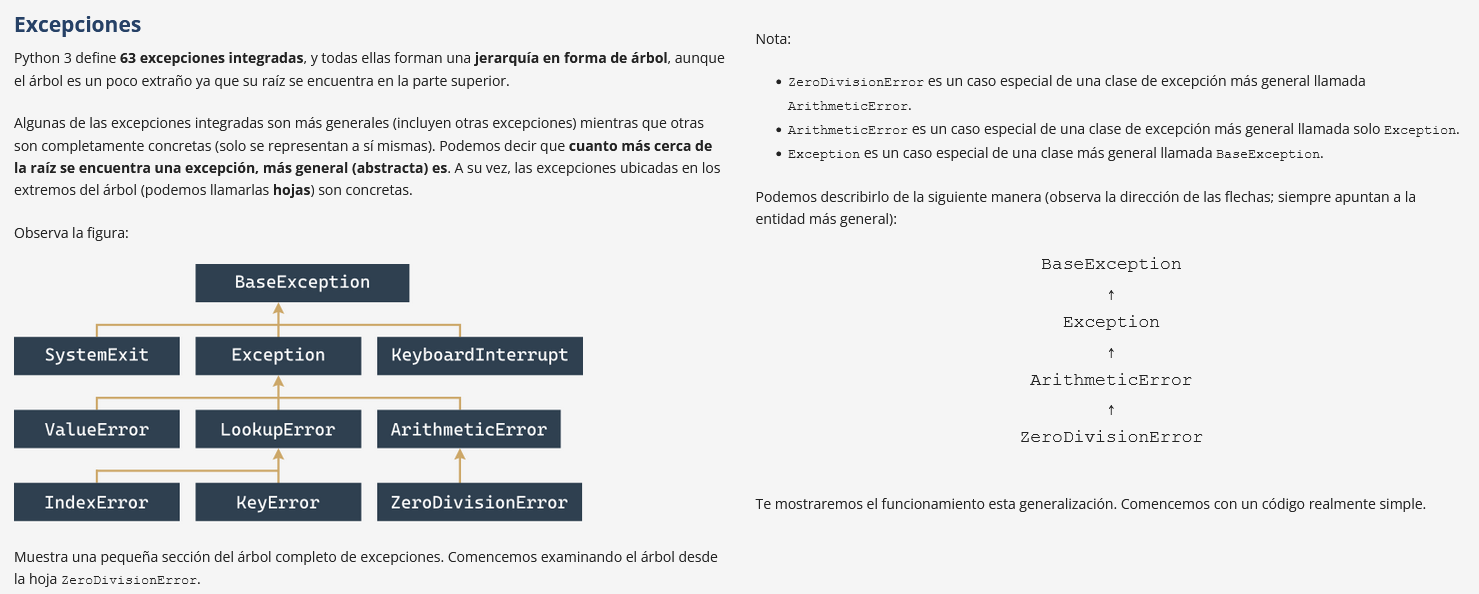 Excepciones
Python 3 define 63 excepciones integradas, y todas ellas forman una jerarquía en forma de árbol, aunque
el árbol es un poco extraño ya que su raíz se encuentra en la parte superior.
Algunas de las excepciones integradas son más generales (incluyen otras excepciones) mientras que otras
son completamente concretas (solo se representan a sí mismas). Podemos decir que cuanto más cerca de
la raíz se encuentra una excepción, más general (abstracta) es. A su vez, las excepciones ubicadas en los
extremos del árbol (podemos llamarlas hojas) son concretas.
Observa la figura:
BaseException
SystemExit
Exception
KeyboardInterrupt
ValueError
LookupError
ArithmeticError
IndexError
KeyError
ZeroDivisionError
Muestra una pequeña sección del árbol completo de excepciones. Comencemos examinando el árbol desde
la hoja ZeroDivisionError.
Nota:
• ZeroDivisionError es un caso especial de una clase de excepción más general llamada
ArithmeticError.
• ArithmeticError es un caso especial de una clase de excepción más general llamada solo Exception.
• Exception es un caso especial de una clase más general llamada BaseException.
Podemos describirlo de la siguiente manera (observa la dirección de las flechas; siempre apuntan a la
entidad más general):
BaseException
↑
Exception
↑
ArithmeticError
↑
ZeroDivisionError
Te mostraremos el funcionamiento esta generalización. Comencemos con un código realmente simple.